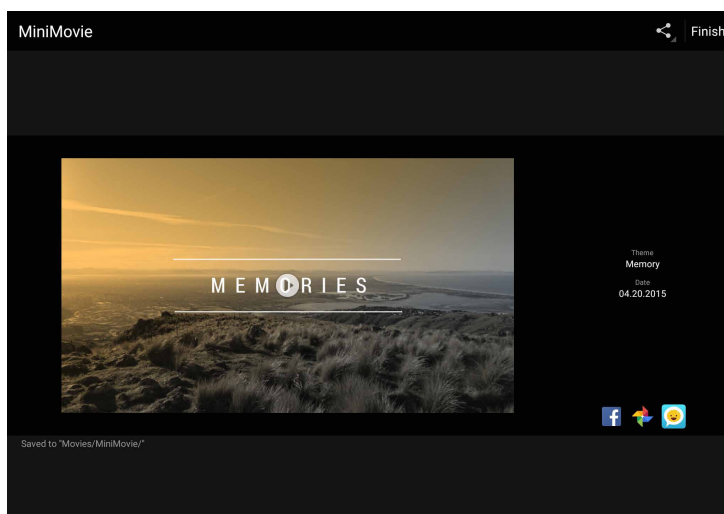 MiniMovie
Finish
MEMORIES
Theme
Memory
Date
04.20.2015
Saved to "Movies/MiniMovie/"